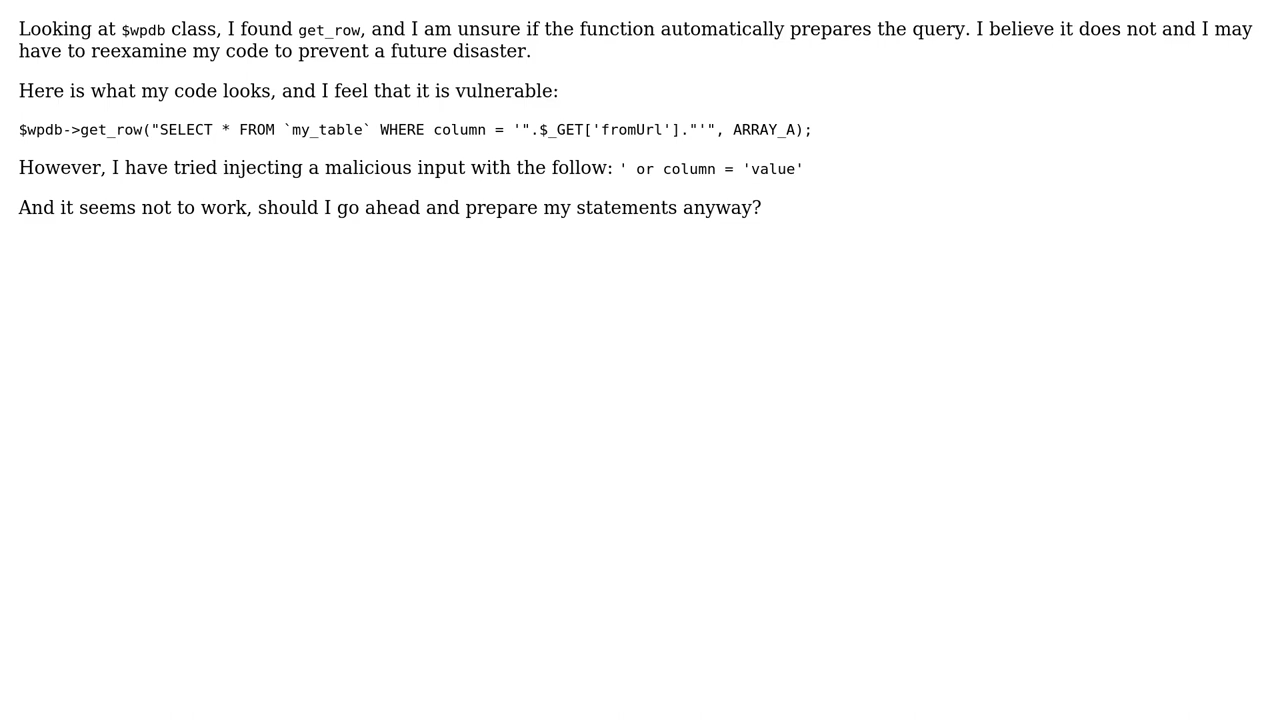 Looking at $wpdb class, I found get_row, and I am unsure if the function automatically prepares the query. I believe it does not and I may
have to reexamine my code to prevent a future disaster.
Here is what my code looks, and I feel that it is vulnerable:
$wpdb->get_row("SELECT * FROM `my_table` WHERE column = '".$_GET['fromUrl']."'", ARRAY_A);
However, I have tried injecting a malicious input with the follow: ' or column = 'value'
And it seems not to work, should I go ahead and prepare my statements anyway?